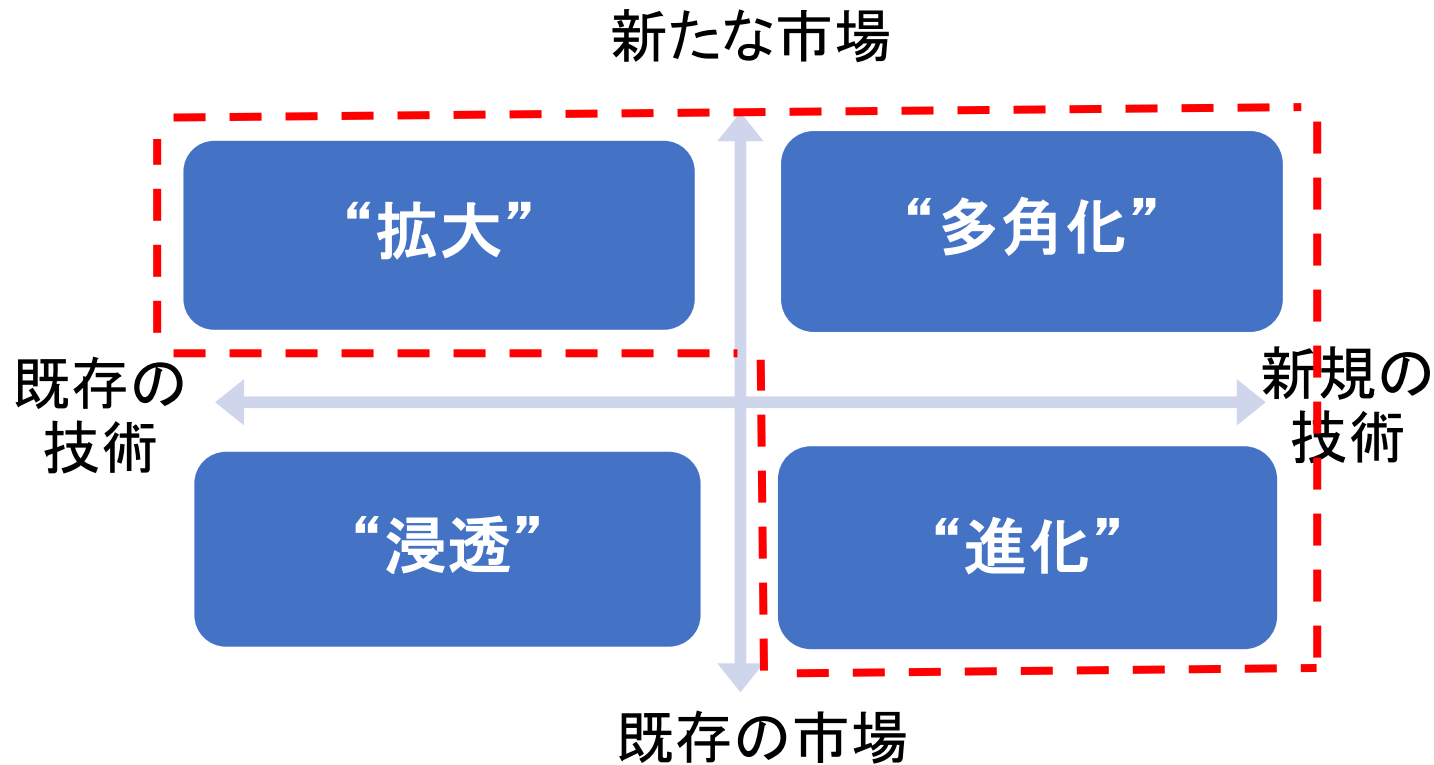 新たな市場
“拡大”
“多角化”
既存の
技術
新規の
技術
“浸透”
“進化”
既存の市場